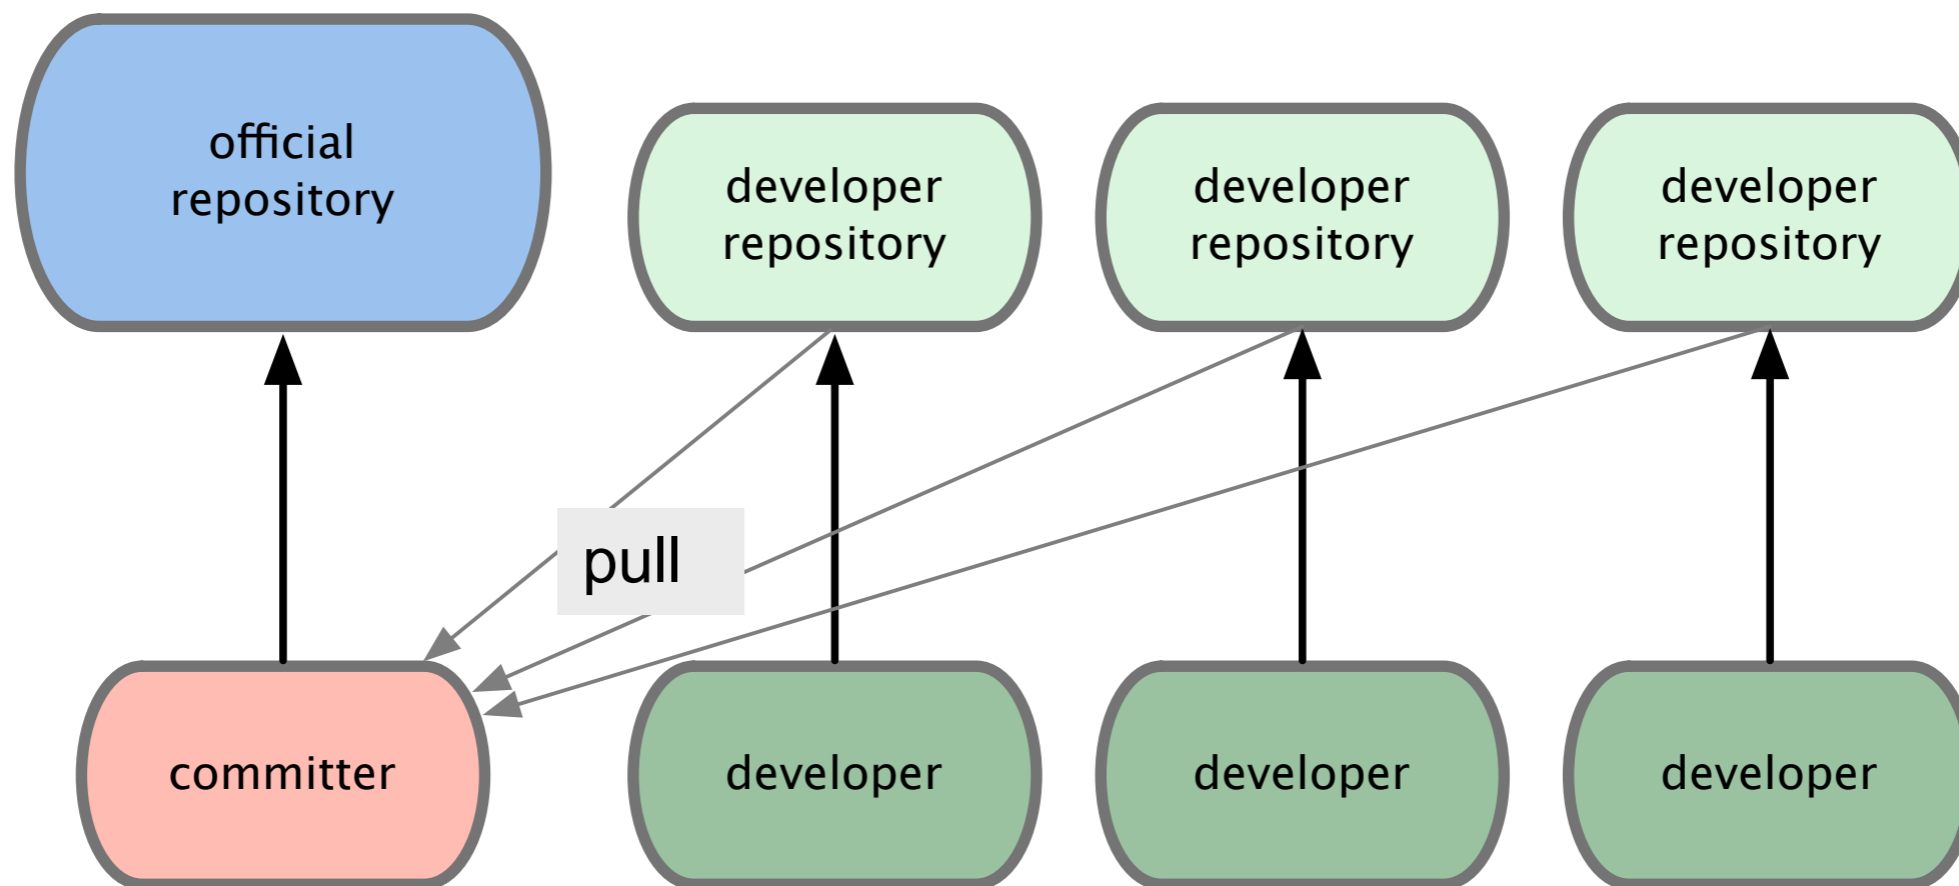 official
repository
developer
repository
developer
repository
developer
repository
pull
committer
developer
developer
developer